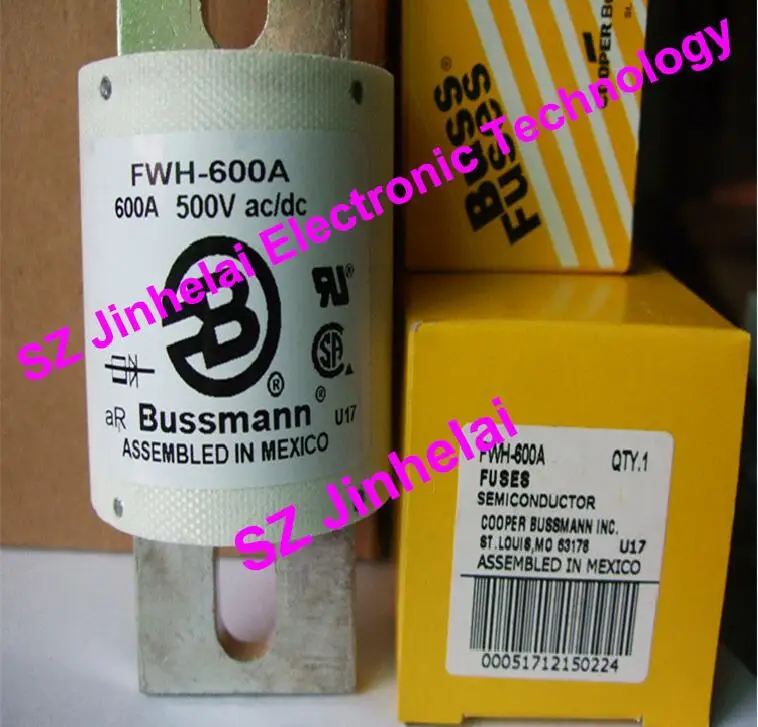 FWH-600A
600A 500V ac/dc
B
®
UR®
SA
aR Bussmann® U17
ASSEMBLED IN MEXICO
Buss®
Fuses
COOPER Bu
SZ Jinhelai Electronic Technology
SZ Jinhelai
FWH-600A QTY.1
FUSES
SEMICONDUCTOR
COOPER BUSSMANN INC.
ST.LOUIS,MO 63178 U17
ASSEMBLED IN MEXICO
00051712150224